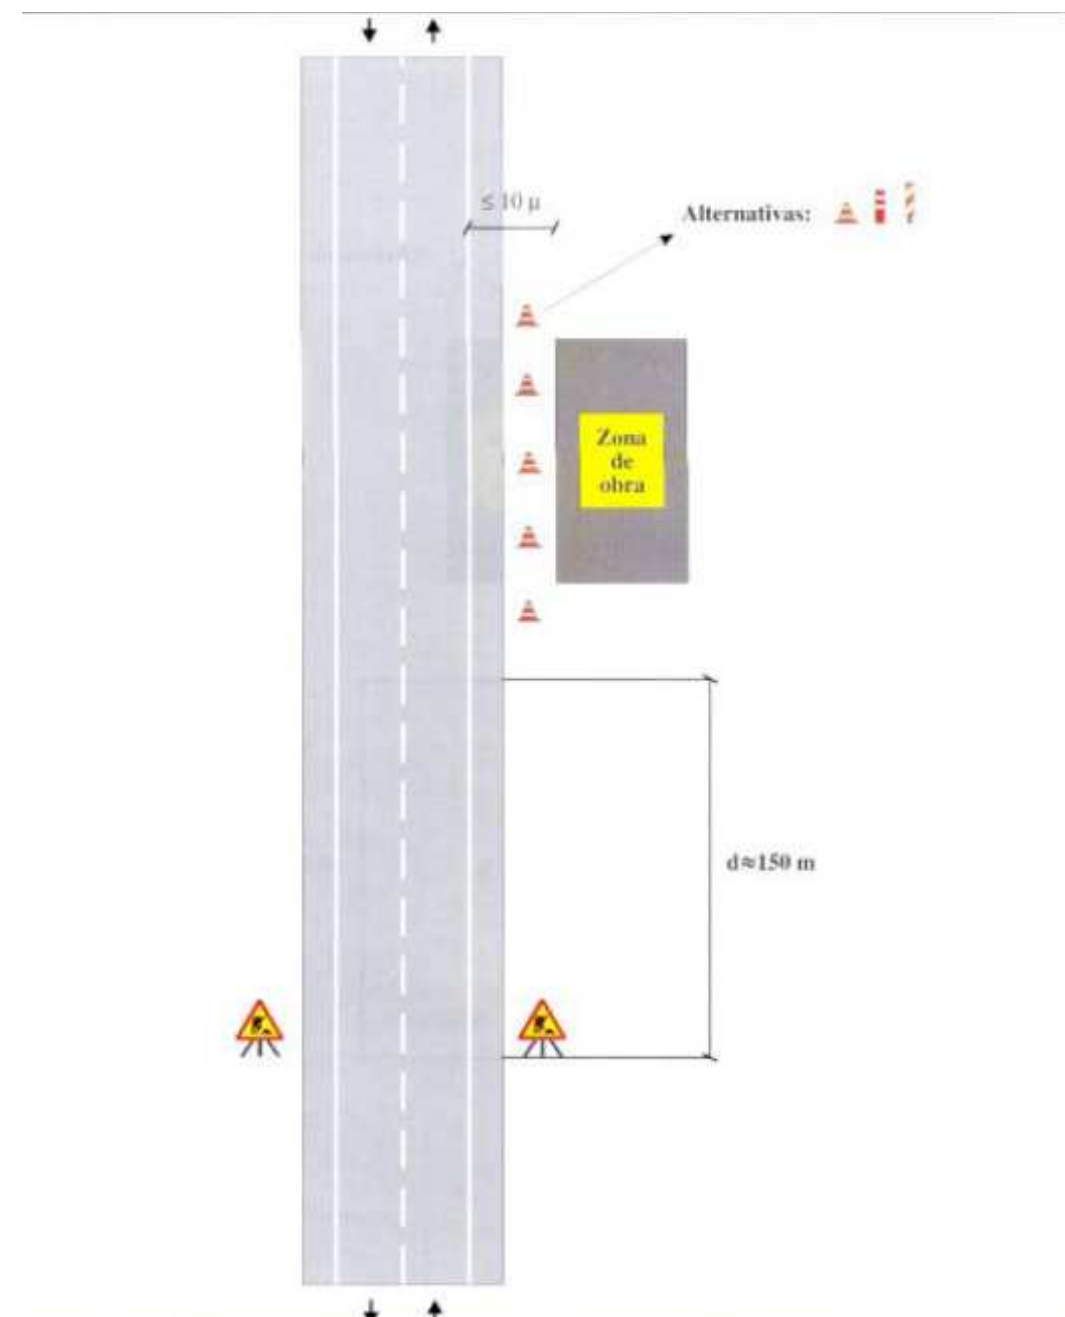 ≤ 10 μ
Alternativas:
Zona
de
obra
d≈150 m